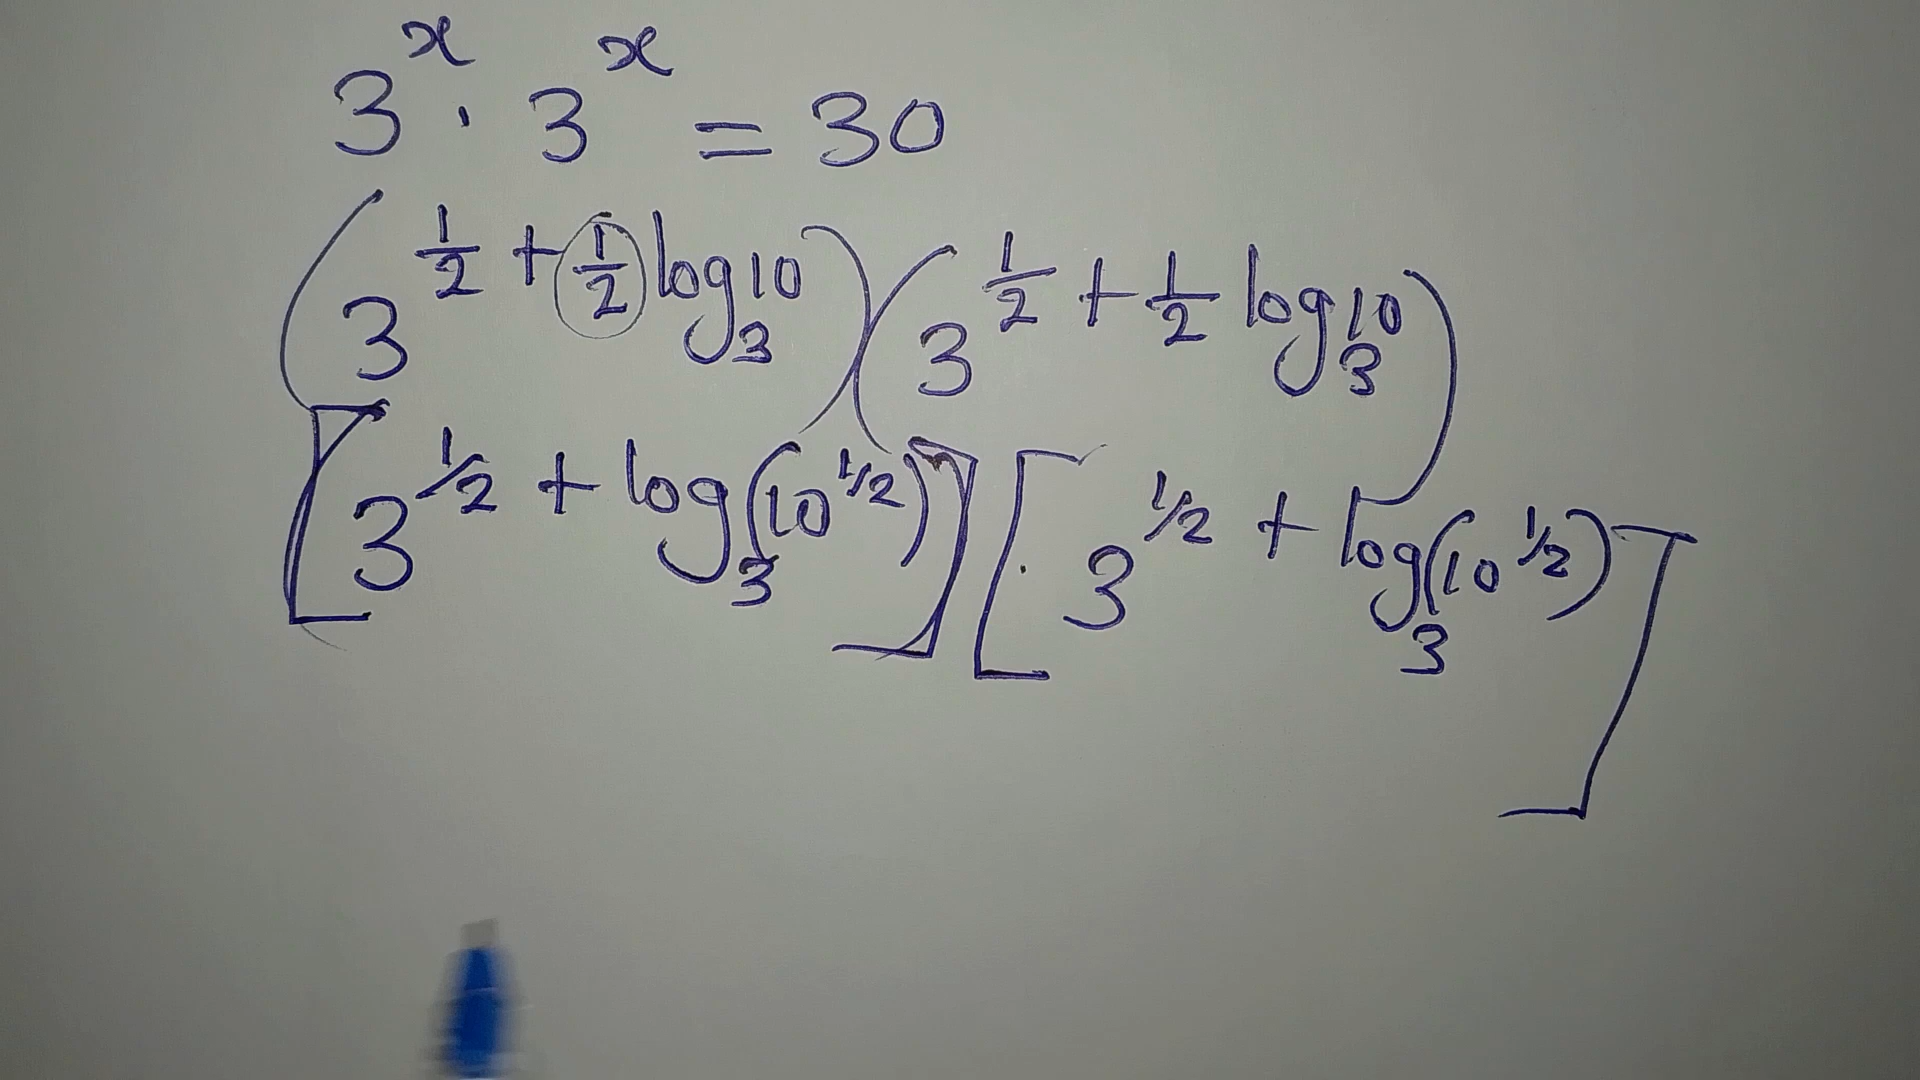 3^x · 3^x = 30
(3^{1/2 + 1/2 log_3 10})(3^{1/2 + 1/2 log_3 10})
[3^{1/2 + log_3(10^{1/2})}][3^{1/2 + log_3(10^{1/2})}]